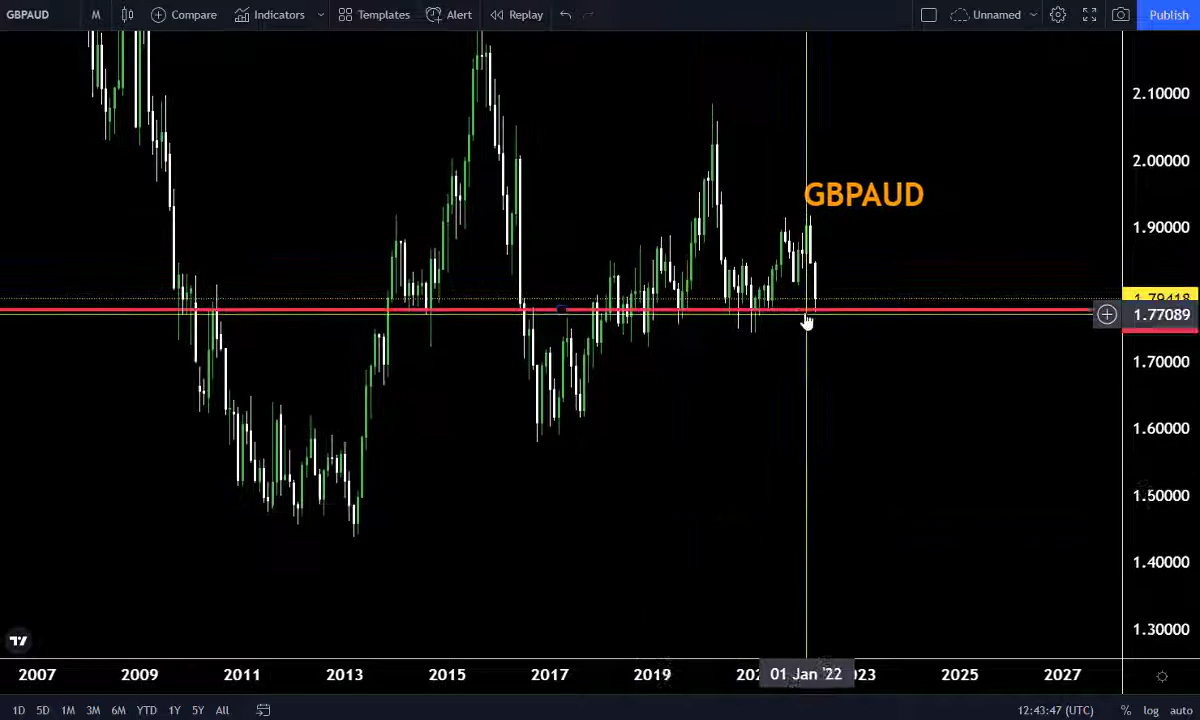 GBPAUD M Compare Indicators Templates Alert Replay Unnamed Publish
2.10000
2.00000
GBPAUD
1.90000
1.79418
1.77089
1.70000
1.60000
1.50000
1.40000
1.30000
2007 2009 2011 2013 2015 2017 2019 01 Jan '22 2025 2027
1D 5D 1M 3M 6M YTD 1Y 5Y All 12:43:47 (UTC) % log auto